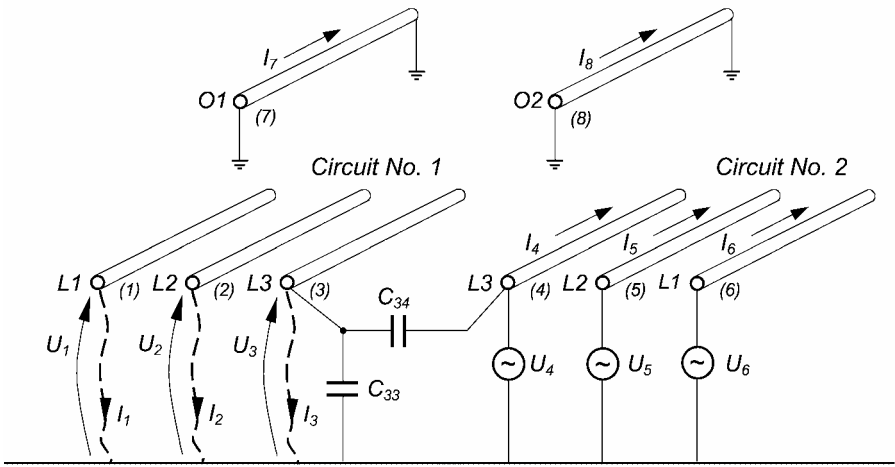 I7
I8
O1
(7)
O2
(8)
Circuit No. 1
Circuit No. 2
I4
I5
I6
L1
(1)
L2
(2)
L3
(3)
L3
(4)
L2
(5)
L1
(6)
C34
U1
U2
U3
~
U4
~
U5
~
U6
C33
I1
I2
I3